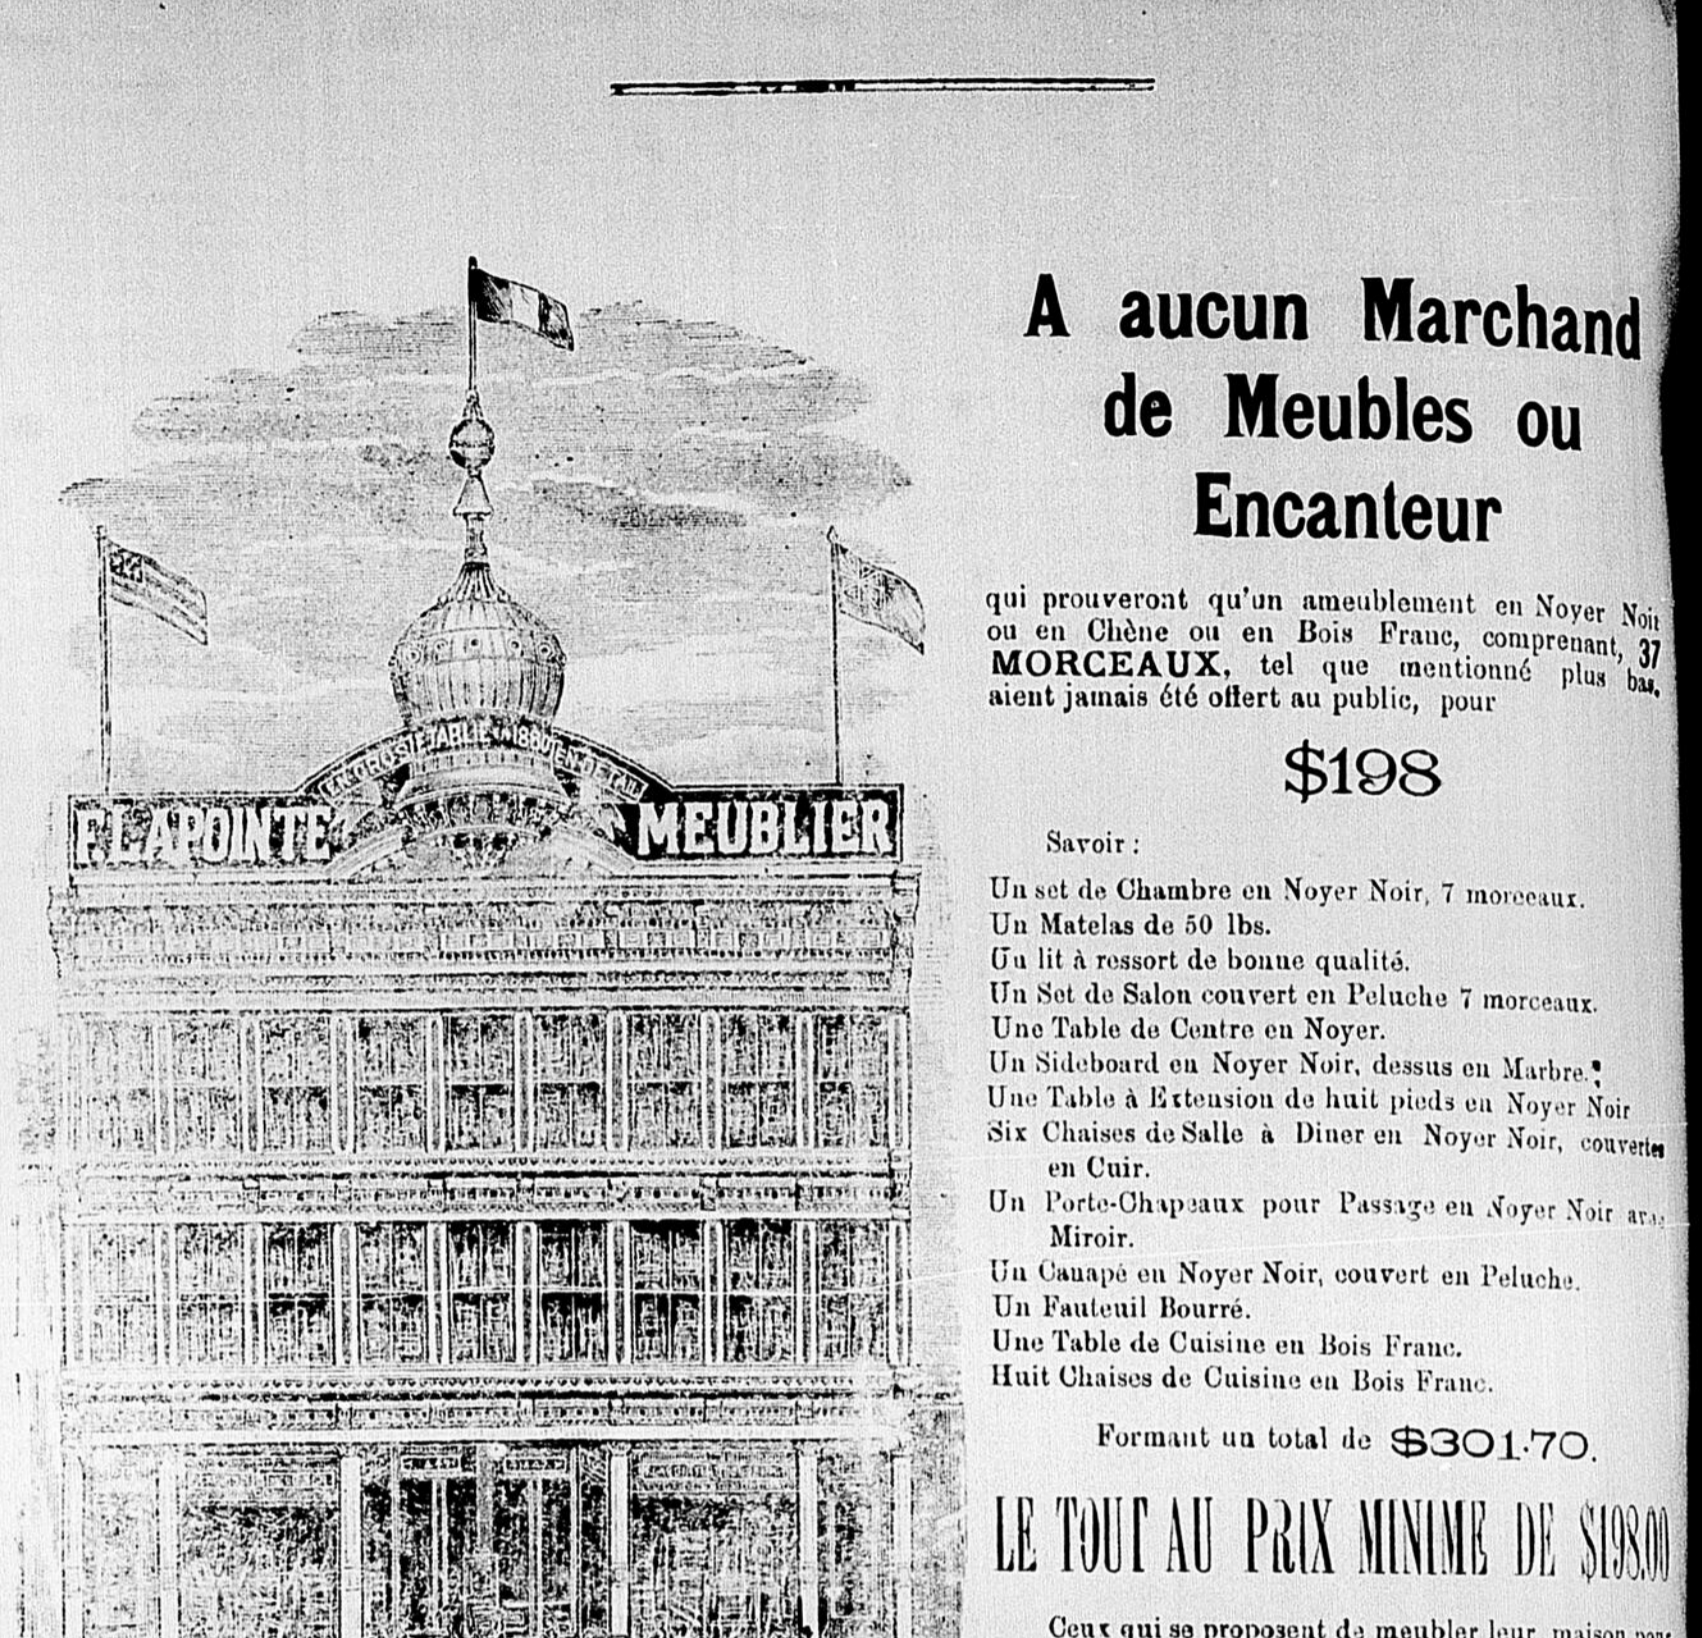 EN GROS ETABLIE EN 1880 EN DETAIL
F. LAPOINTE MEUBLIER
A aucun Marchand
de Meubles ou
Encanteur
qui prouveront qu'un ameublement en Noyer Noir
ou en Chène ou en Bois Franc, comprenant, 37
MORCEAUX, tel que mentionné plus bas,
aient jamais été offert au public, pour
$198
Savoir :
Un set de Chambre en Noyer Noir, 7 morceaux.
Un Matelas de 50 lbs.
Un lit à ressort de bonne qualité.
Un Set de Salon couvert en Peluche 7 morceaux.
Une Table de Centre en Noyer.
Un Sideboard en Noyer Noir, dessus en Marbre.
Une Table à Extension de huit pieds en Noyer Noir
Six Chaises de Salle à Diner en Noyer Noir, couvertes
en Cuir.
Un Porte-Chapeaux pour Passage en Noyer Noir
Miroir.
Un Canapé en Noyer Noir, couvert en Peluche.
Un Fauteuil Bourré.
Une Table de Cuisine en Bois Franc.
Huit Chaises de Cuisine en Bois Franc.
Formant un total de $301.70.
LE TOUT AU PRIX MINIME DE $198.00
Ceux qui se proposent de meubler leur maison